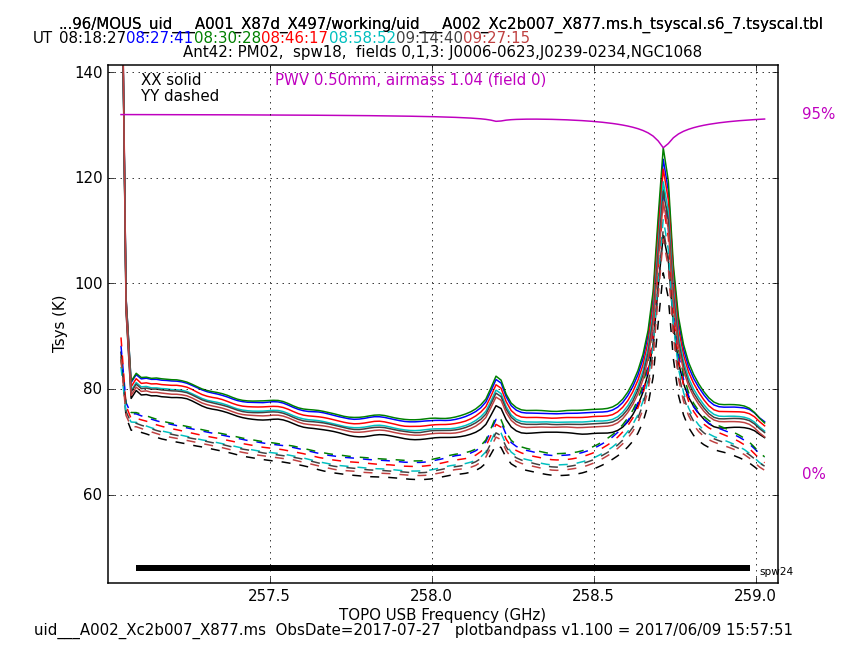 ...96/MOUS_uid___A001_X87d_X497/working/uid___A002_Xc2b007_X877.ms.h_tsyscal.s6_7.tsyscal.tbl
UT 08:18:27 08:27:41 08:30:28 08:46:17 08:58:52 09:14:40 09:27:15
Ant42: PM02, spw18, fields 0,1,3: J0006-0623,J0239-0234,NGC1068
XX solid
YY dashed
PWV 0.50mm, airmass 1.04 (field 0)
95%
0%
140
120
100
80
60
Tsys (K)
spw24
257.5 258.0 258.5 259.0
TOPO USB Frequency (GHz)
uid___A002_Xc2b007_X877.ms ObsDate=2017-07-27 plotbandpass v1.100 = 2017/06/09 15:57:51